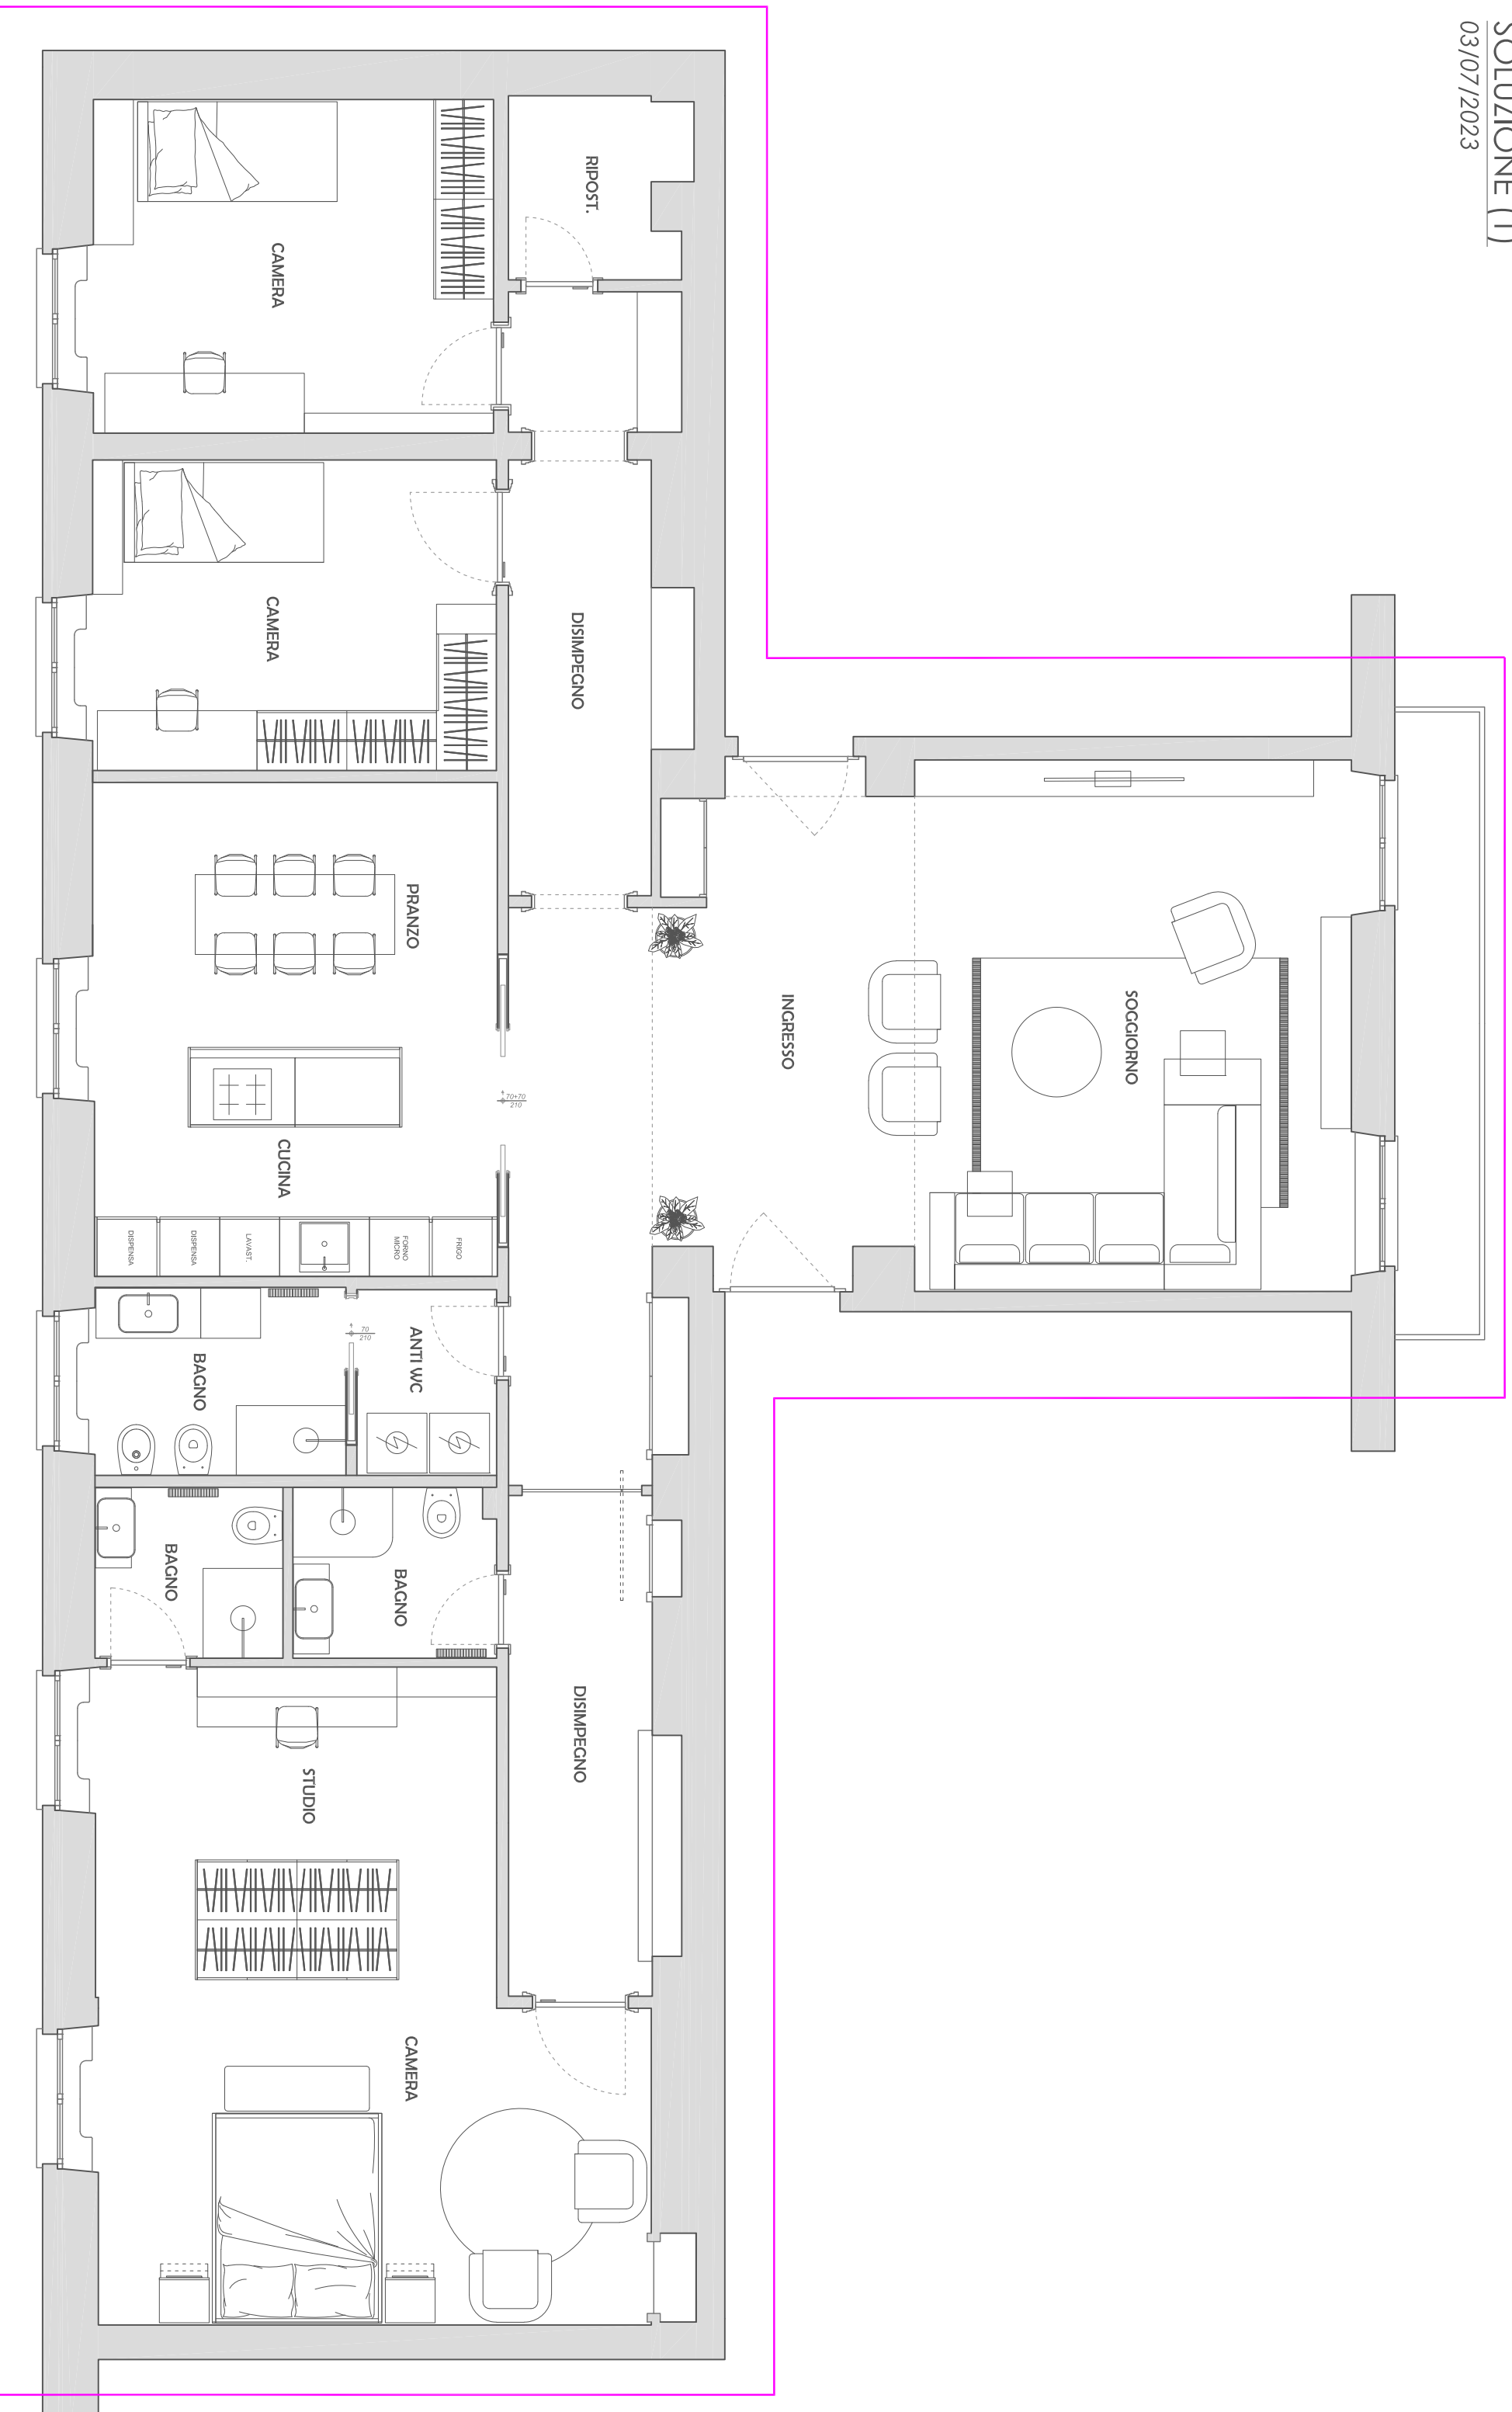 SOLUZIONE (1)
03/07/2023
RIPOST.
CAMERA
DISIMPEGNO
CAMERA
PRANZO
INGRESSO
SOGGIORNO
70+70
210
CUCINA
FRIGO
FORNO
MICRO
LAVAST.
DISPENSA
DISPENSA
ANTI WC
70
210
BAGNO
BAGNO
BAGNO
DISIMPEGNO
STUDIO
CAMERA